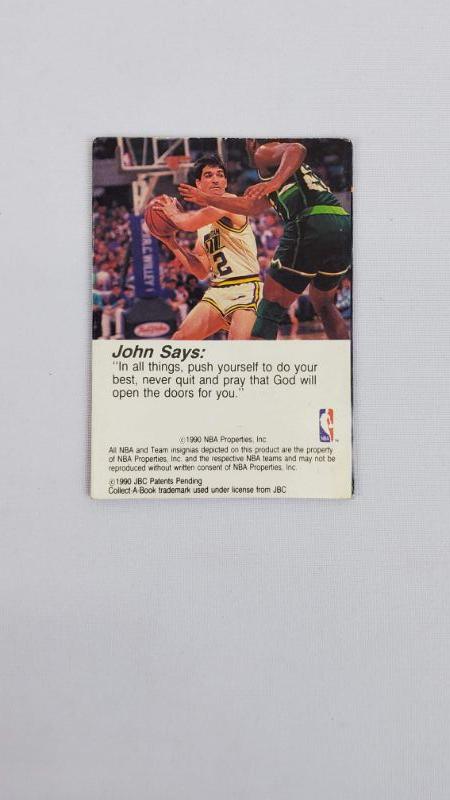 R.C. WILLEY
12
John Says:
"In all things, push yourself to do your
best, never quit and pray that God will
open the doors for you."
NBA
©1990 NBA Properties, Inc.
All NBA and Team insignias depicted on this product are the property
of NBA Properties, Inc. and the respective NBA teams and may not be
reproduced without written consent of NBA Properties, Inc.
©1990 JBC Patents Pending
Collect-A-Book trademark used under license from JBC